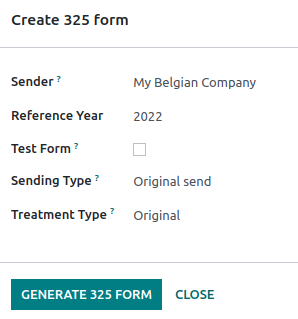 Create 325 form
Sender ? My Belgian Company
Reference Year 2022
Test Form ?
Sending Type ? Original send
Treatment Type ? Original
GENERATE 325 FORM CLOSE